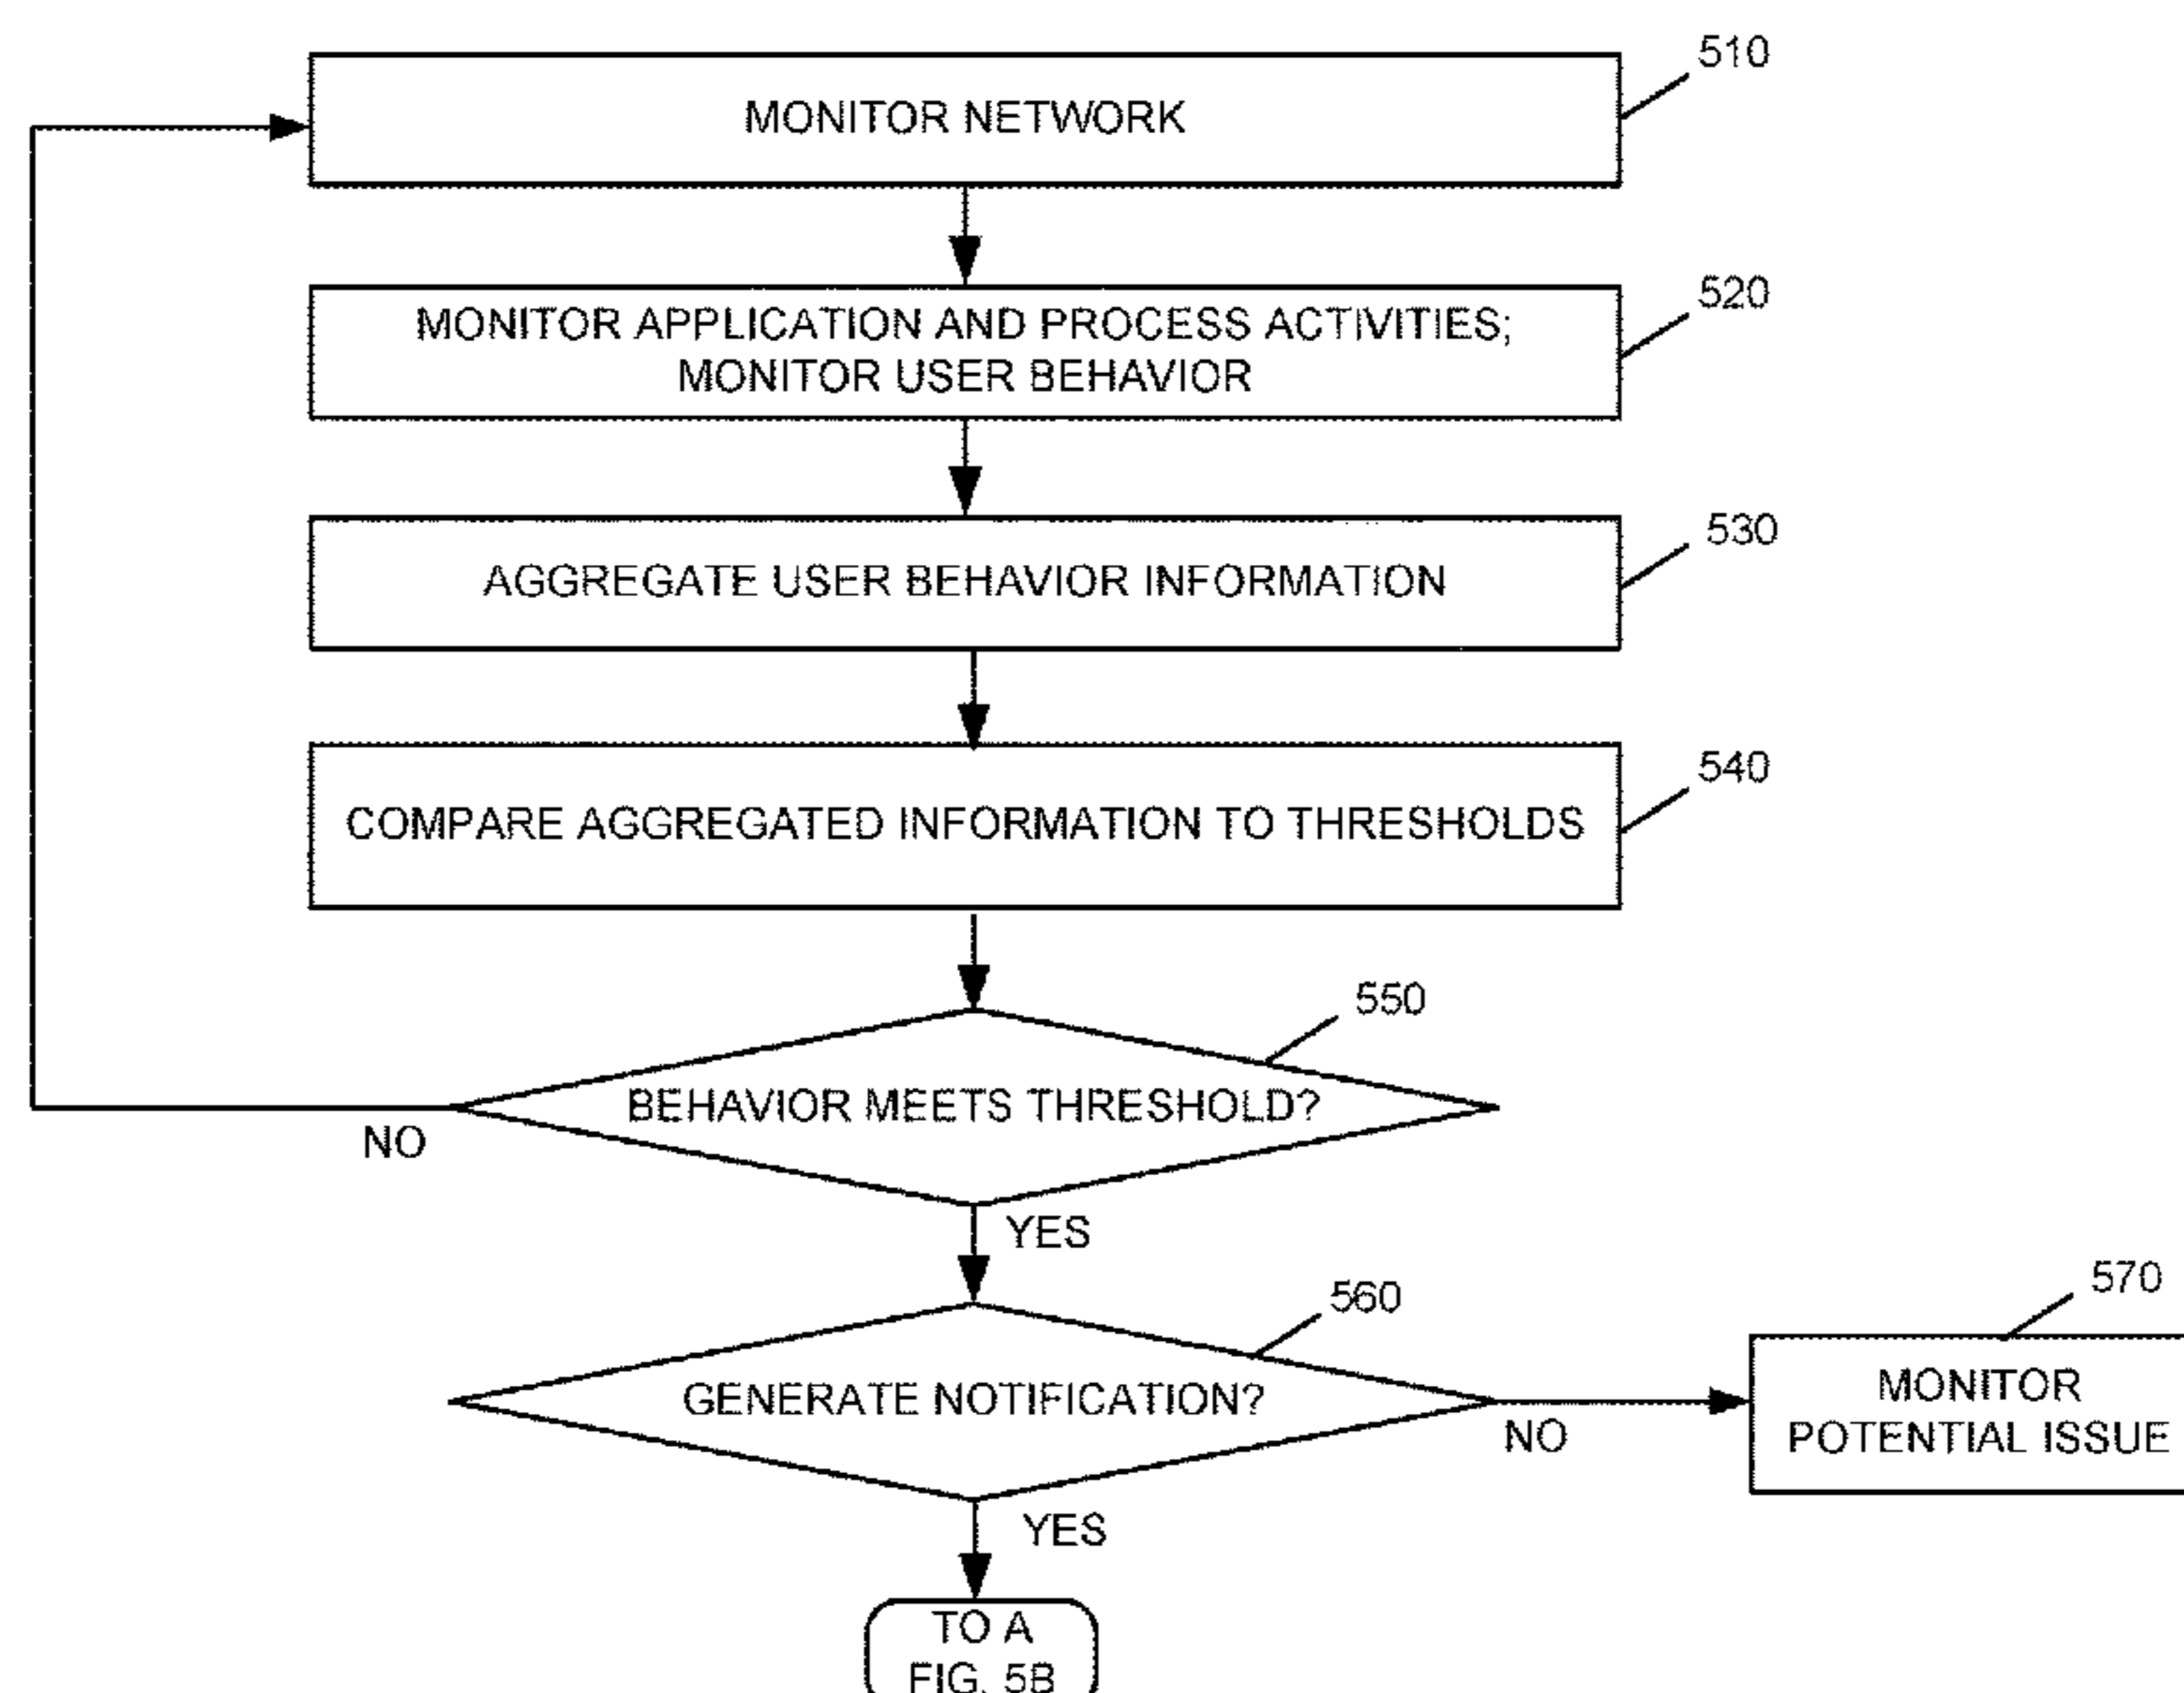 510
MONITOR NETWORK
520
MONITOR APPLICATION AND PROCESS ACTIVITIES;
MONITOR USER BEHAVIOR
530
AGGREGATE USER BEHAVIOR INFORMATION
540
COMPARE AGGREGATED INFORMATION TO THRESHOLDS
550
BEHAVIOR MEETS THRESHOLD?
NO
YES
560
GENERATE NOTIFICATION?
NO
570
MONITOR
POTENTIAL ISSUE
YES
TO A
FIG. 5B